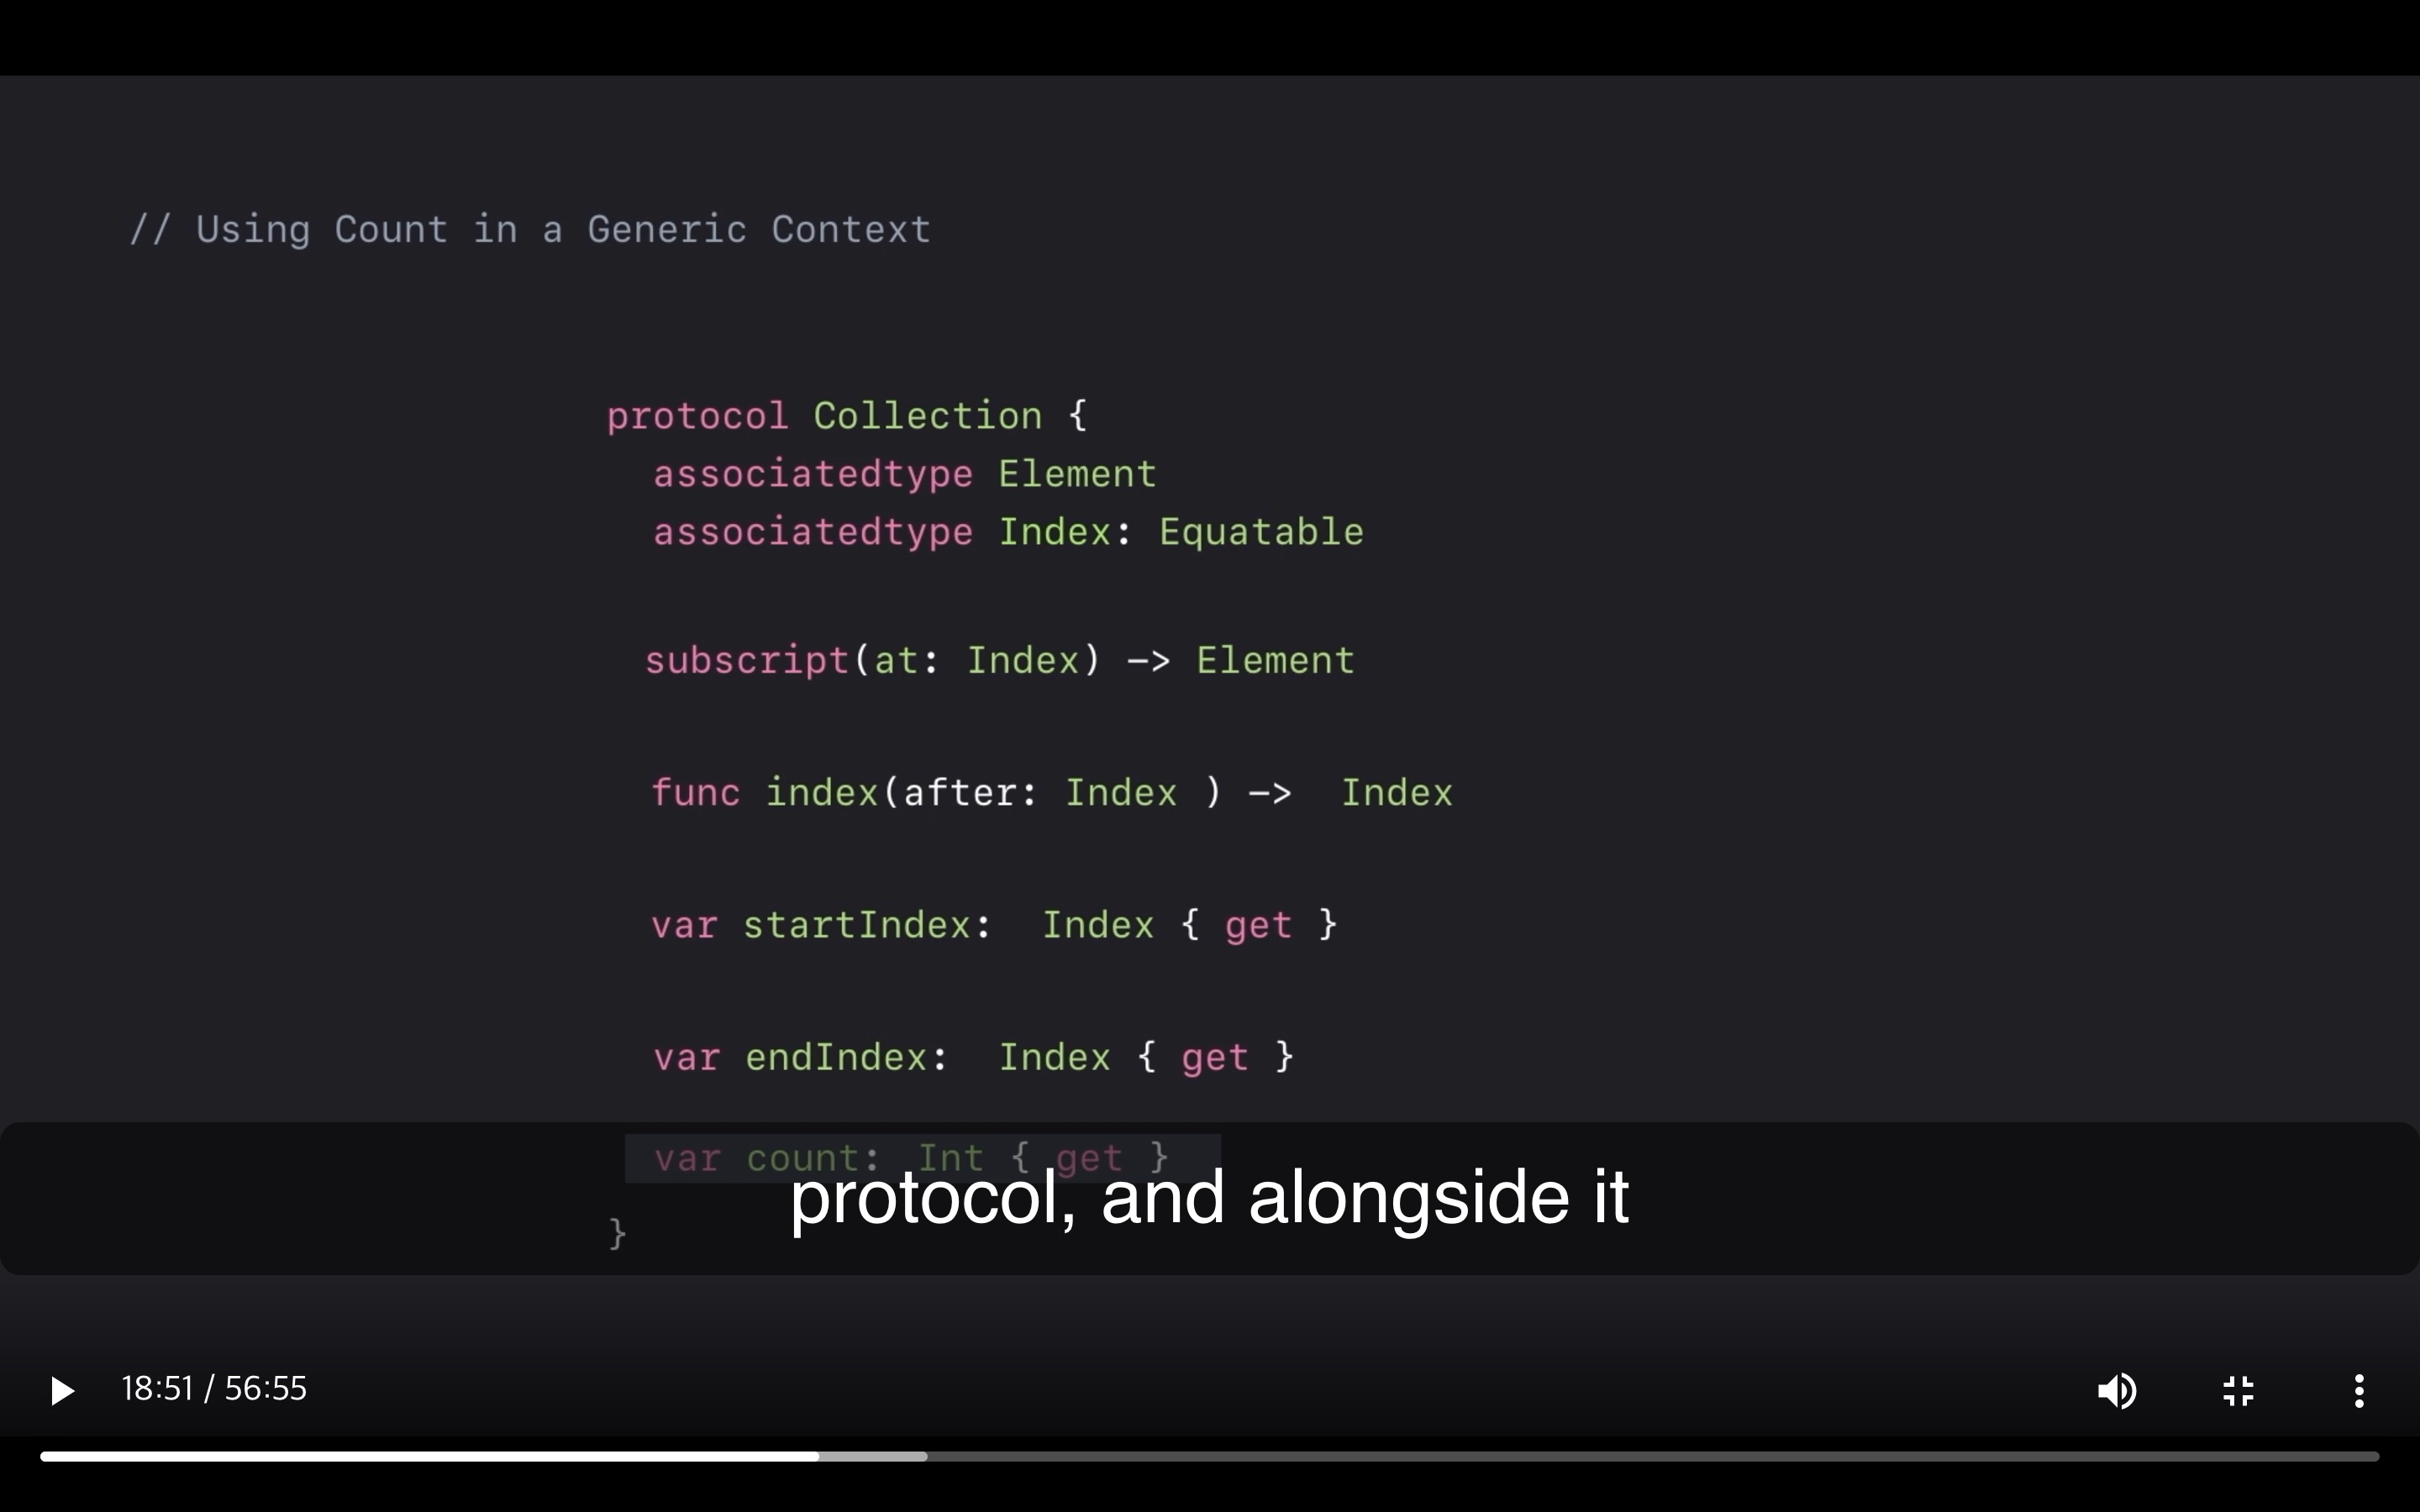 // Using Count in a Generic Context
protocol Collection {
associatedtype Element
associatedtype Index: Equatable
subscript(at: Index) -> Element
func index(after: Index ) ->  Index
var startIndex:  Index { get }
var endIndex:  Index { get }
var count:  Int { get }
protocol, and alongside it
}
18:51 / 56:55